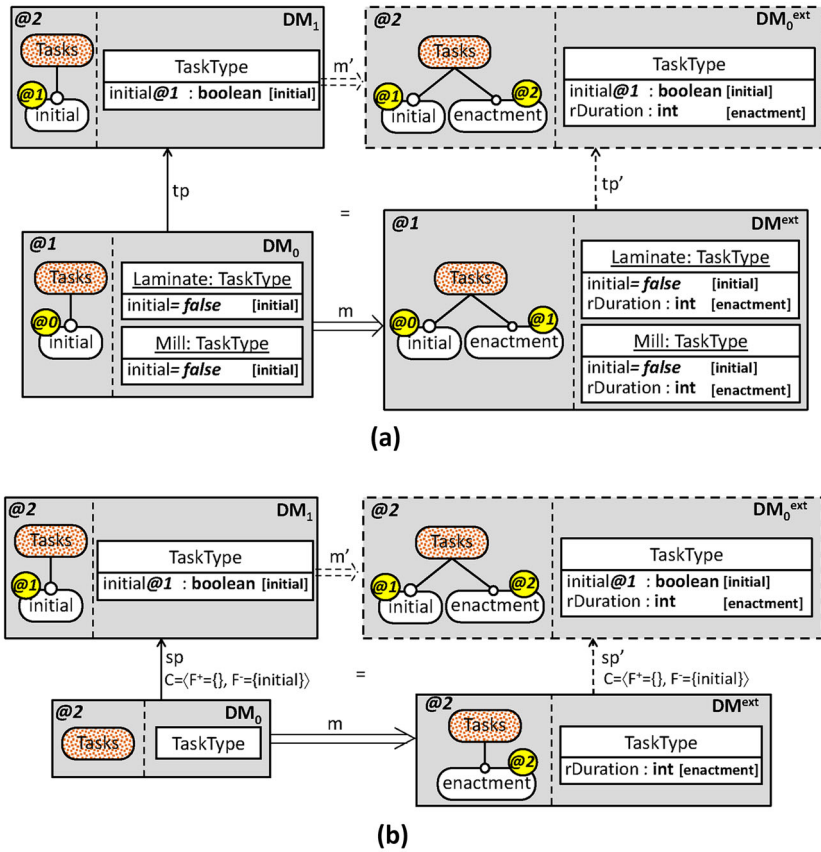 @2
DM1
Tasks
@1
initial
TaskType
initial@1 : boolean [initial]
m'
@2
DM0ext
Tasks
@1
@2
initial
enactment
TaskType
initial@1 : boolean [initial]
rDuration : int [enactment]
tp
=
tp'
@1
DM0
Tasks
@0
initial
Laminate: TaskType
initial= false [initial]
Mill: TaskType
initial= false [initial]
m
@1
DMext
Tasks
@0
@1
initial
enactment
Laminate: TaskType
initial= false [initial]
rDuration : int [enactment]
Mill: TaskType
initial= false [initial]
rDuration : int [enactment]
(a)
@2
DM1
Tasks
@1
initial
TaskType
initial@1 : boolean [initial]
m'
@2
DM0ext
Tasks
@1
@2
initial
enactment
TaskType
initial@1 : boolean [initial]
rDuration : int [enactment]
sp
C=⟨F+={}, F-={initial}⟩
=
sp'
C=⟨F+={}, F-={initial}⟩
@2
DM0
Tasks
TaskType
m
@2
DMext
Tasks
@2
enactment
TaskType
rDuration : int [enactment]
(b)